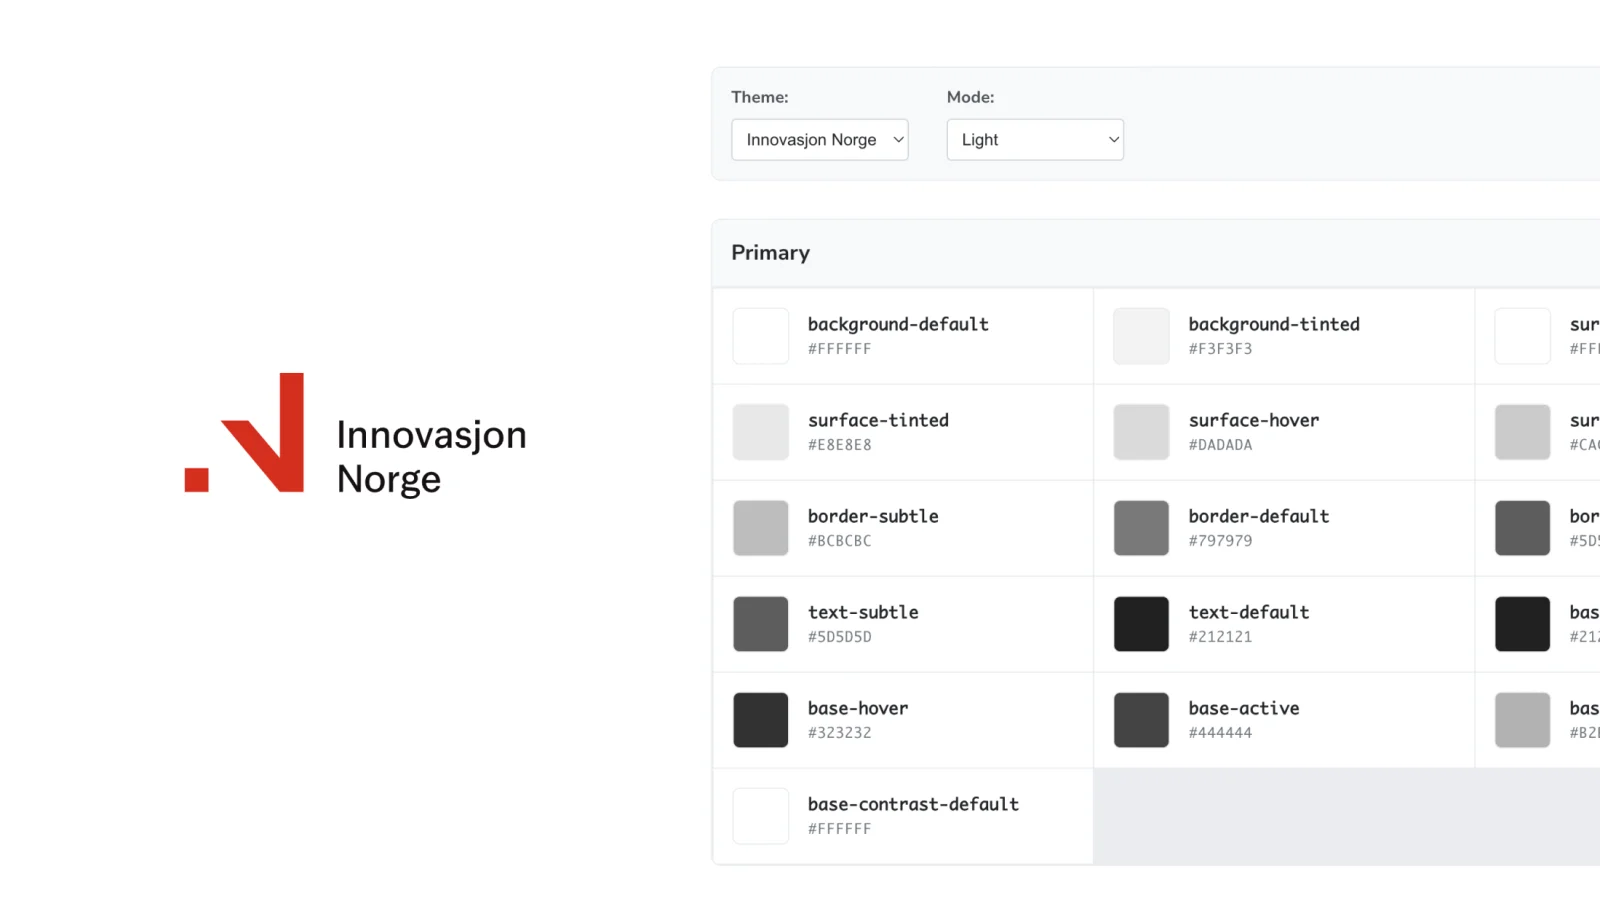 Innovasjon
Norge
Theme:
Mode:
Innovasjon Norge
Light
Primary
background-default
#FFFFFF
background-tinted
#F3F3F3
surface-tinted
#E8E8E8
surface-hover
#DADADA
border-subtle
#BCBCBC
border-default
#797979
text-subtle
#5D5D5D
text-default
#212121
base-hover
#323232
base-active
#444444
base-contrast-default
#FFFFFF